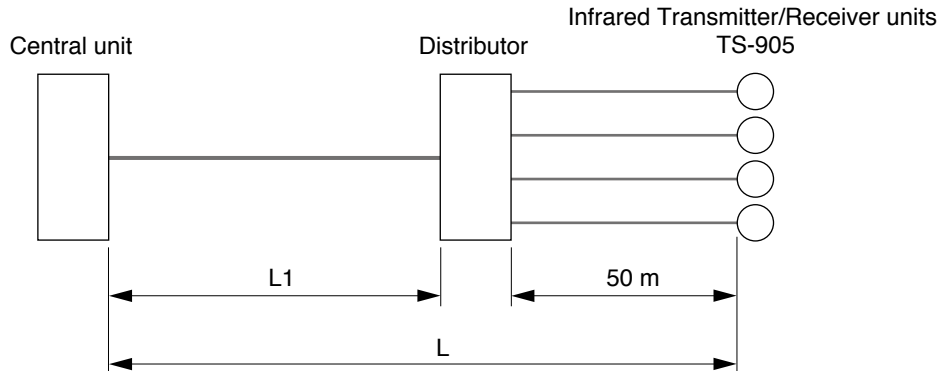 Infrared Transmitter/Receiver units
Central unit
Distributor
TS-905
L1
50 m
L